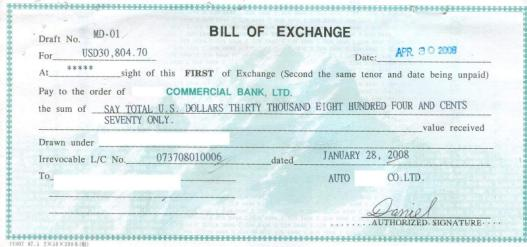 BILL OF EXCHANGE
Draft No. MD-01
For USD30,804.70 Date: APR 30 2008
At ***** sight of this FIRST of Exchange (Second the same tenor and date being unpaid)
Pay to the order of COMMERCIAL BANK, LTD.
the sum of SAY TOTAL U.S. DOLLARS THIRTY THOUSAND EIGHT HUNDRED FOUR AND CENTS
SEVENTY ONLY. value received
Drawn under
Irrevocable L/C No. 073708010006 dated JANUARY 28, 2008
To AUTO CO.LTD.
Daniel
AUTHORIZED SIGNATURE